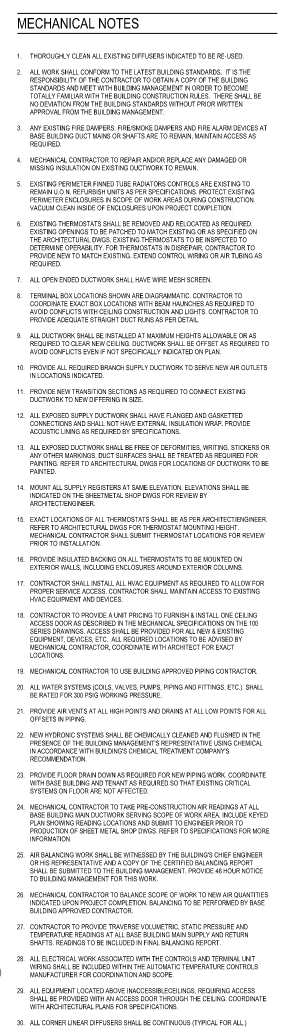 MECHANICAL NOTES
1. THOROUGHLY CLEAN ALL EXISTING DIFFUSERS INDICATED TO BE RE-USED.
2. ALL WORK SHALL CONFORM TO THE LATEST BUILDING STANDARDS. IT IS THE
RESPONSIBILITY OF THE CONTRACTOR TO OBTAIN A COPY OF THE BUILDING
STANDARDS AND MEET WITH BUILDING MANAGEMENT IN ORDER TO BECOME
TOTALLY FAMILIAR WITH THE BUILDING CONSTRUCTION RULES. THERE SHALL BE
NO DEVIATION FROM THE BUILDING STANDARDS WITHOUT PRIOR WRITTEN
APPROVAL FROM THE BUILDING MANAGEMENT.
3. ANY EXISTING FIRE DAMPERS. FIRE/SMOKE DAMPERS AND FIRE ALARM DEVICES AT
BASE BUILDING DUCT MAINS OR SHAFTS ARE TO REMAIN, MAINTAIN ACCESS AS
REQUIRED.
4. MECHANICAL CONTRACTOR TO REPAIR AND/OR REPLACE ANY DAMAGED OR
MISSING INSULATION ON EXISTING DUCTWORK TO REMAIN.
5. EXISTING PERIMETER FINNED TUBE RADIATORS CONTROLS ARE EXISTING TO
REMAIN U.O.N. REFURBISH UNITS AS PER SPECIFICATIONS. PROTECT EXISTING
PERIMETER ENCLOSURES IN SCOPE OF WORK AREAS DURING CONSTRUCTION.
VACUUM CLEAN INSIDE OF ENCLOSURES UPON PROJECT COMPLETION.
6. EXISTING THERMOSTATS SHALL BE REMOVED AND RELOCATED AS REQUIRED.
EXISTING OPENINGS TO BE PATCHED TO MATCH EXISTING OR AS SPECIFIED ON
THE ARCHITECTURAL DWGS. EXISTING THERMOSTATS TO BE INSPECTED TO
DETERMINE OPERABILITY. FOR THERMOSTATS IN DISREPAIR, CONTRACTOR TO
PROVIDE NEW TO MATCH EXISTING. EXTEND CONTROL WIRING OR AIR TUBING AS
REQUIRED.
7. ALL OPEN ENDED DUCTWORK SHALL HAVE WIRE MESH SCREEN.
8. TERMINAL BOX LOCATIONS SHOWN ARE DIAGRAMMATIC. CONTRACTOR TO
COORDINATE EXACT BOX LOCATIONS WITH BEAM HAUNCHES AS REQUIRED TO
AVOID CONFLICTS WITH CEILING CONSTRUCTION AND LIGHTS. CONTRACTOR TO
PROVIDE ADEQUATE STRAIGHT DUCT RUNS AS PER DETAIL.
9. ALL DUCTWORK SHALL BE INSTALLED AT MAXIMUM HEIGHTS ALLOWABLE OR AS
REQUIRED TO CLEAR NEW CEILING. DUCTWORK SHALL BE OFFSET AS REQUIRED TO
AVOID CONFLICTS EVEN IF NOT SPECIFICALLY INDICATED ON PLAN.
10. PROVIDE ALL REQUIRED BRANCH SUPPLY DUCTWORK TO SERVE NEW AIR OUTLETS
IN LOCATIONS INDICATED.
11. PROVIDE NEW TRANSITION SECTIONS AS REQUIRED TO CONNECT EXISTING
DUCTWORK TO NEW DIFFERING IN SIZE.
12. ALL EXPOSED SUPPLY DUCTWORK SHALL HAVE FLANGED AND GASKETTED
CONNECTIONS AND SHALL NOT HAVE EXTERNAL INSULATION WRAP. PROVIDE
ACOUSTIC LINING AS REQUIRED BY SPECIFICATIONS.
13. ALL EXPOSED DUCTWORK SHALL BE FREE OF DEFORMITIES, WRITING, STICKERS OR
ANY OTHER MARKINGS. DUCT SURFACES SHALL BE TREATED AS REQUIRED FOR
PAINTING. REFER TO ARCHITECTURAL DWGS FOR LOCATIONS OF DUCTWORK TO BE
PAINTED.
14. MOUNT ALL SUPPLY REGISTERS AT SAME ELEVATION. ELEVATIONS SHALL BE
INDICATED ON THE SHEETMETAL SHOP DWGS FOR REVIEW BY
ARCHITECT/ENGINEER.
15. EXACT LOCATIONS OF ALL THERMOSTATS SHALL BE AS PER ARCHITECT/ENGINEER.
REFER TO ARCHITECTURAL DWGS FOR THERMOSTAT MOUNTING HEIGHT.
MECHANICAL CONTRACTOR SHALL SUBMIT THERMOSTAT LOCATIONS FOR REVIEW
PRIOR TO INSTALLATION.
16. PROVIDE INSULATED BACKING ON ALL THERMOSTATS TO BE MOUNTED ON
EXTERIOR WALLS, INCLUDING ENCLOSURES AROUND EXTERIOR COLUMNS.
17. CONTRACTOR SHALL INSTALL ALL HVAC EQUIPMENT AS REQUIRED TO ALLOW FOR
PROPER SERVICE ACCESS. CONTRACTOR SHALL MAINTAIN ACCESS TO EXISTING
HVAC EQUIPMENT AND DEVICES.
18. CONTRACTOR TO PROVIDE A UNIT PRICING TO FURNISH & INSTALL ONE CEILING
ACCESS DOOR AS DESCRIBED IN THE MECHANICAL SPECIFICATIONS ON THE 100
SERIES DRAWINGS. ACCESS SHALL BE PROVIDED FOR ALL NEW & EXISTING
EQUIPMENT, DEVICES, ETC. ALL REQUIRED LOCATIONS TO BE ADVISED BY
MECHANICAL CONTRACTOR, COORDINATE WITH ARCHITECT FOR EXACT
LOCATIONS.
19. MECHANICAL CONTRACTOR TO USE BUILDING APPROVED PIPING CONTRACTOR.
20. ALL WATER SYSTEMS (COILS, VALVES, PUMPS, PIPING AND FITTINGS, ETC.) SHALL
BE RATED FOR 300 PSIG WORKING PRESSURE.
21. PROVIDE AIR VENTS AT ALL HIGH POINTS AND DRAINS AT ALL LOW POINTS FOR ALL
OFFSETS IN PIPING.
22. NEW HYDRONIC SYSTEMS SHALL BE CHEMICALLY CLEANED AND FLUSHED IN THE
PRESENCE OF THE BUILDING MANAGEMENT'S REPRESENTATIVE USING CHEMICAL
IN ACCORDANCE WITH BUILDING'S CHEMICAL TREATMENT COMPANY'S
RECOMMENDATION.
23. PROVIDE FLOOR DRAIN DOWN AS REQUIRED FOR NEW PIPING WORK. COORDINATE
WITH BASE BUILDING AND TENANT AS REQUIRED SO THAT EXISTING CRITICAL
SYSTEMS ON FLOOR ARE NOT AFFECTED.
24. MECHANICAL CONTRACTOR TO TAKE PRE-CONSTRUCTION AIR READINGS AT ALL
BASE BUILDING MAIN DUCTWORK SERVING SCOPE OF WORK AREA. INCLUDE KEYED
PLAN SHOWING READING LOCATIONS AND SUBMIT TO ENGINEER PRIOR TO
PRODUCTION OF SHEET METAL SHOP DWGS. REFER TO SPECIFICATIONS FOR MORE
INFORMATION.
25. AIR BALANCING WORK SHALL BE WITNESSED BY THE BUILDING'S CHIEF ENGINEER
OR HIS REPRESENTATIVE AND A COPY OF THE CERTIFIED BALANCING REPORT
SHALL BE SUBMITTED TO THE BUILDING MANAGEMENT. PROVIDE 48 HOUR NOTICE
TO BUILDING MANAGEMENT FOR THIS WORK.
26. MECHANICAL CONTRACTOR TO BALANCE SCOPE OF WORK TO NEW AIR QUANTITIES
INDICATED UPON PROJECT COMPLETION. BALANCING TO BE PERFORMED BY BASE
BUILDING APPROVED CONTRACTOR.
27. CONTRACTOR TO PROVIDE TRAVERSE VOLUMETRIC, STATIC PRESSURE AND
TEMPERATURE READINGS AT ALL BASE BUILDING MAIN SUPPLY AND RETURN
SHAFTS. READINGS TO BE INCLUDED IN FINAL BALANCING REPORT.
28. ALL ELECTRICAL WORK ASSOCIATED WITH THE CONTROLS AND TERMINAL UNIT
WIRING SHALL BE INCLUDED WITHIN THE AUTOMATIC TEMPERATURE CONTROLS
MANUFACTURER FOR COORDINATION AND SCOPE.
29. ALL EQUIPMENT LOCATED ABOVE INACCESSIBLECEILINGS, REQUIRING ACCESS
SHALL BE PROVIDED WITH AN ACCESS DOOR THROUGH THE CEILING. COORDINATE
WITH ARCHITECTURAL PLANS FOR SPECIFICATIONS.
30. ALL CORNER LINEAR DIFFUSERS SHALL BE CONTINUOUS (TYPICAL FOR ALL.)